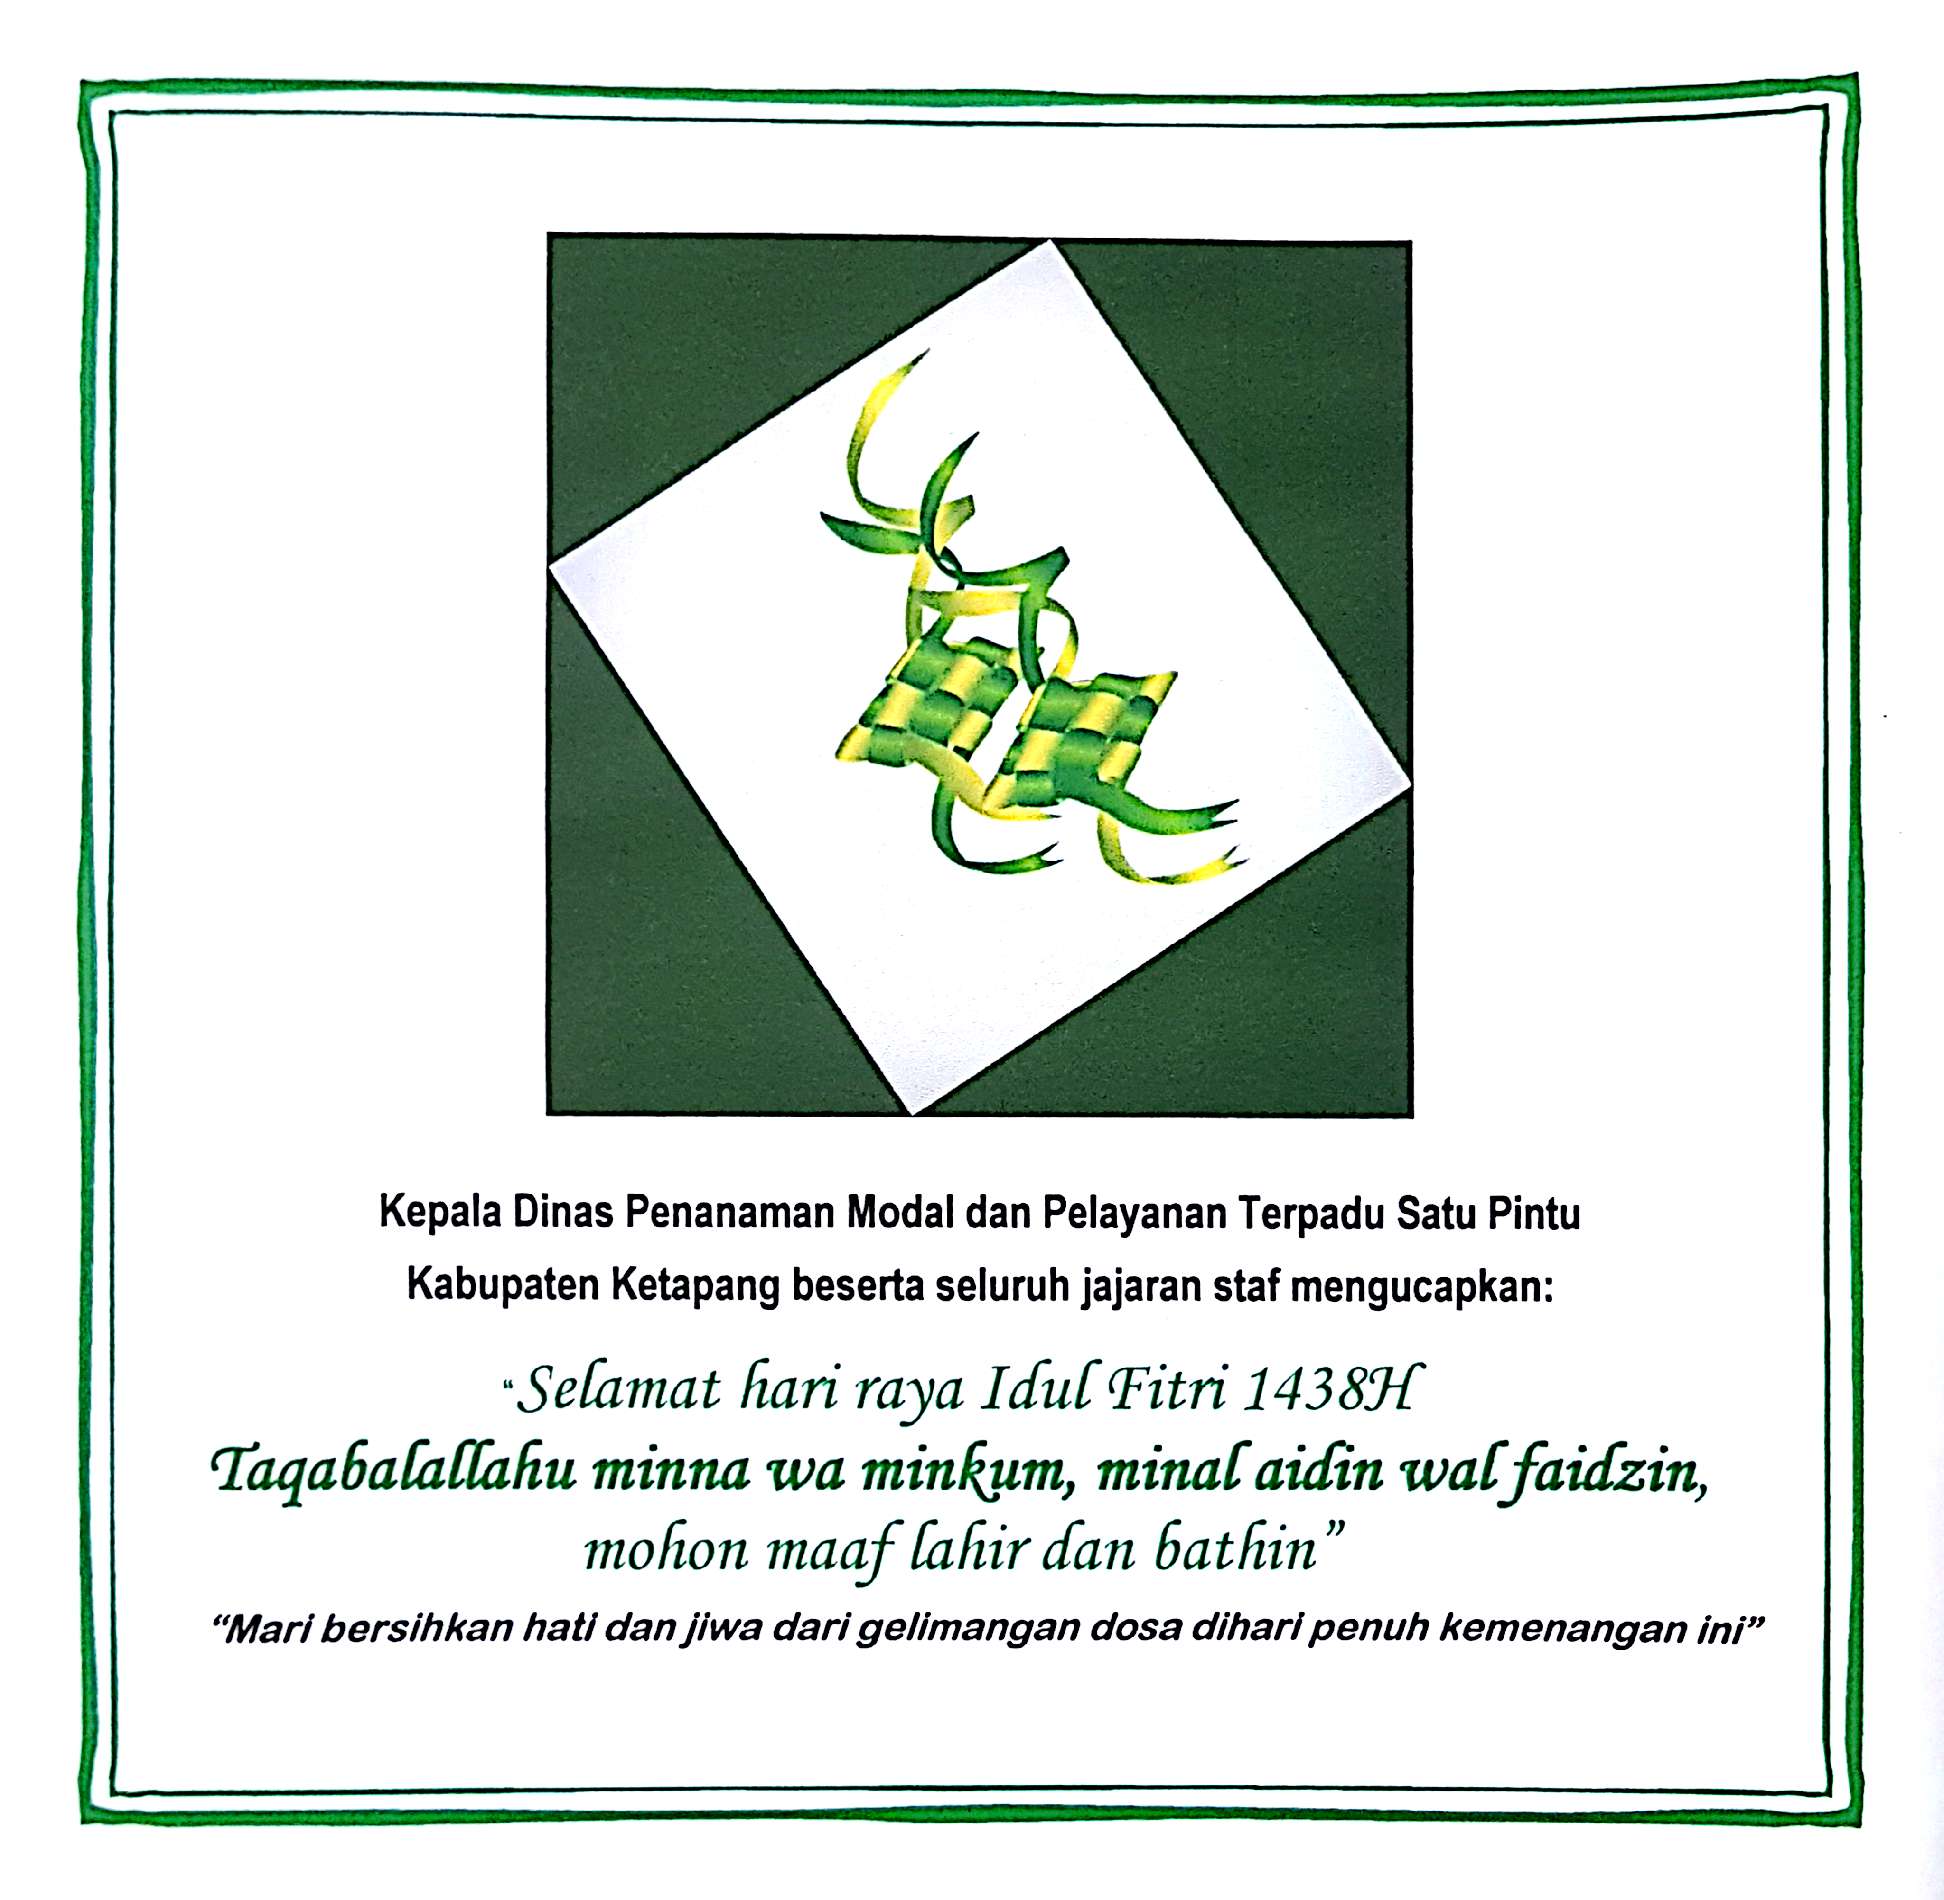 Kepala Dinas Penanaman Modal dan Pelayanan Terpadu Satu Pintu
Kabupaten Ketapang beserta seluruh jajaran staf mengucapkan:
“Selamat hari raya Idul Fitri 1438H
Taqabalallahu minna wa minkum, minal aidin wal faidzin,
mohon maaf lahir dan bathin”
“Mari bersihkan hati dan jiwa dari gelimangan dosa dihari penuh kemenangan ini”